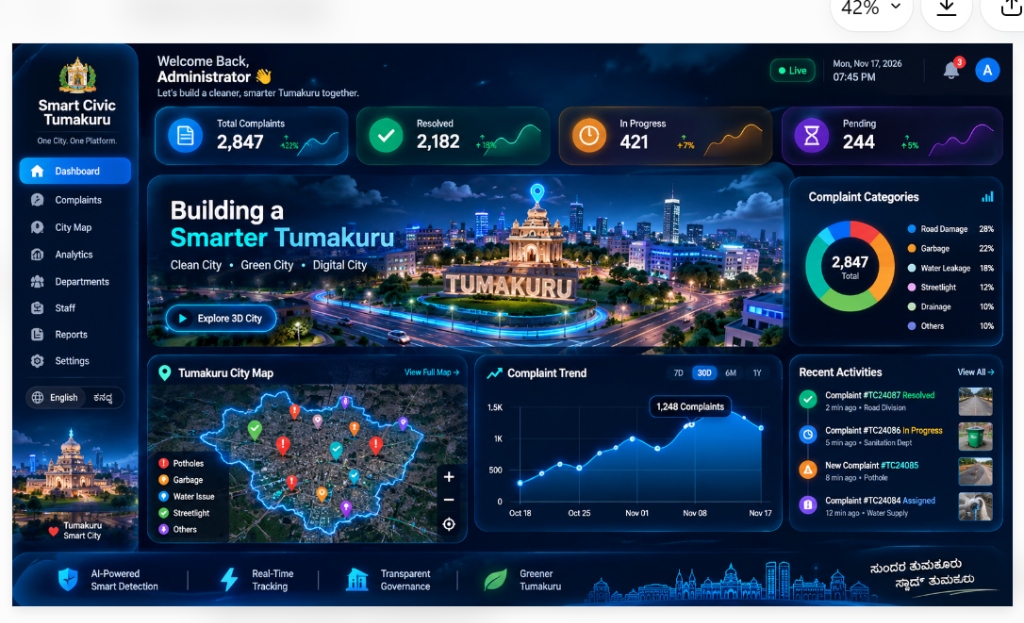 42%
Smart Civic
Tumakuru
One City. One Platform.
Dashboard
Complaints
City Map
Analytics
Departments
Staff
Reports
Settings
English
ಕನ್ನಡ
Tumakuru
Smart City
Welcome Back,
Administrator 👋
Let's build a cleaner, smarter Tumakuru together.
Live
Mon, Nov 17, 2026
07:45 PM
3
A
Total Complaints
2,847
Resolved
2,182
In Progress
421
+7%
Pending
244
+5%
Building a
Smarter Tumakuru
Clean City • Green City • Digital City
Explore 3D City
TUMAKURU
Complaint Categories
2,847
Total
Road Damage 28%
Garbage 22%
Water Leakage 18%
Streetlight 12%
Drainage 10%
Others 10%
Tumakuru City Map
View Full Map →
Potholes
Garbage
Water Issue
Streetlight
Others
Complaint Trend
7D 30D 6M 1Y
1,248 Complaints
1.5K
1K
500
0
Oct 18 Oct 25 Nov 01 Nov 08 Nov 17
Recent Activities
View All →
Complaint #TC24087 Resolved
2 min ago • Road Division
Complaint #TC24086 In Progress
5 min ago • Sanitation Dept
New Complaint #TC24085
8 min ago • Pothole
Complaint #TC24084 Assigned
12 min ago • Water Supply
AI-Powered
Smart Detection
Real-Time
Tracking
Transparent
Governance
Greener
Tumakuru
ಸುಂದರ ತುಮಕೂರು
ತುಮಕೂರು